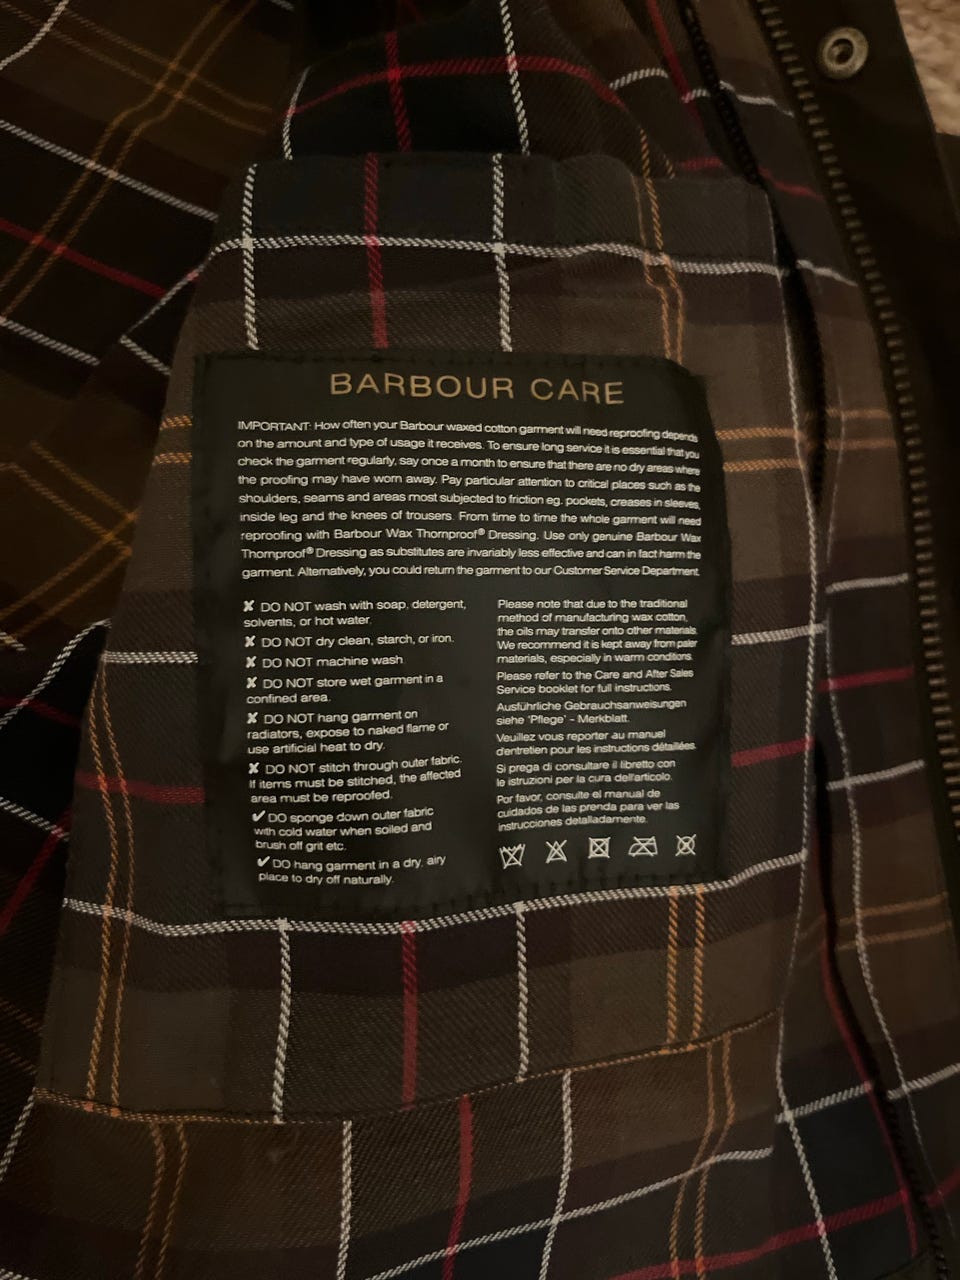 BARBOUR CARE
IMPORTANT: How often your Barbour waxed cotton garment will need reproofing depends
on the amount and type of usage it receives. To ensure long service it is essential that you
check the garment regularly, say once a month to ensure that there are no dry areas where
the proofing may have worn away. Pay particular attention to critical places such as the
shoulders, seams and areas most subjected to friction eg. pockets, creases in sleeves,
inside leg and the knees of trousers. From time to time the whole garment will need
reproofing with Barbour Wax Thornproof® Dressing. Use only genuine Barbour Wax
Thornproof® Dressing as substitutes are invariably less effective and can in fact harm the
garment. Alternatively, you could return the garment to our Customer Service Department.
✘ DO NOT wash with soap, detergent,
solvents, or hot water.
✘ DO NOT dry clean, starch, or iron.
✘ DO NOT machine wash
✘ DO NOT store wet garment in a
confined area.
✘ DO NOT hang garment on
radiators, expose to naked flame or
use artificial heat to dry.
✘ DO NOT stitch through outer fabric.
If items must be stitched, the affected
area must be reproofed.
✔ DO sponge down outer fabric
with cold water when soiled and
brush off grit etc.
✔ DO hang garment in a dry, airy
place to dry off naturally.
Please note that due to the traditional
method of manufacturing wax cotton,
the oils may transfer onto other materials.
We recommend it is kept away from paler
materials, especially in warm conditions.
Please refer to the Care and After Sales
Service booklet for full instructions.
Ausführliche Gebrauchsanweisungen
siehe 'Pflege' - Merkblatt.
Veuillez vous reporter au manuel
d'entretien pour les instructions détaillées.
Si prega di consultare il libretto con
le istruzioni per la cura dell'articolo.
Por favor, consulte el manual de
cuidados de las prenda para ver las
instrucciones detalladamente.